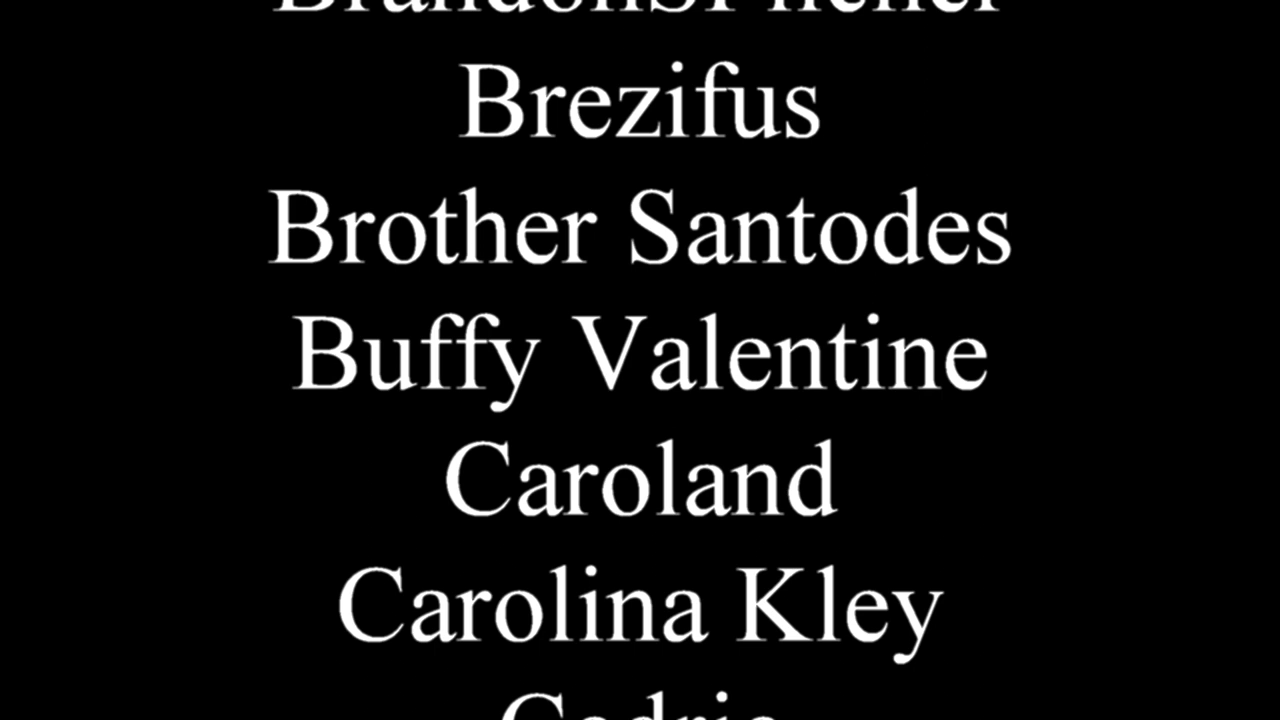 Brezifus
Brother Santodes
Buffy Valentine
Caroland
Carolina Kley